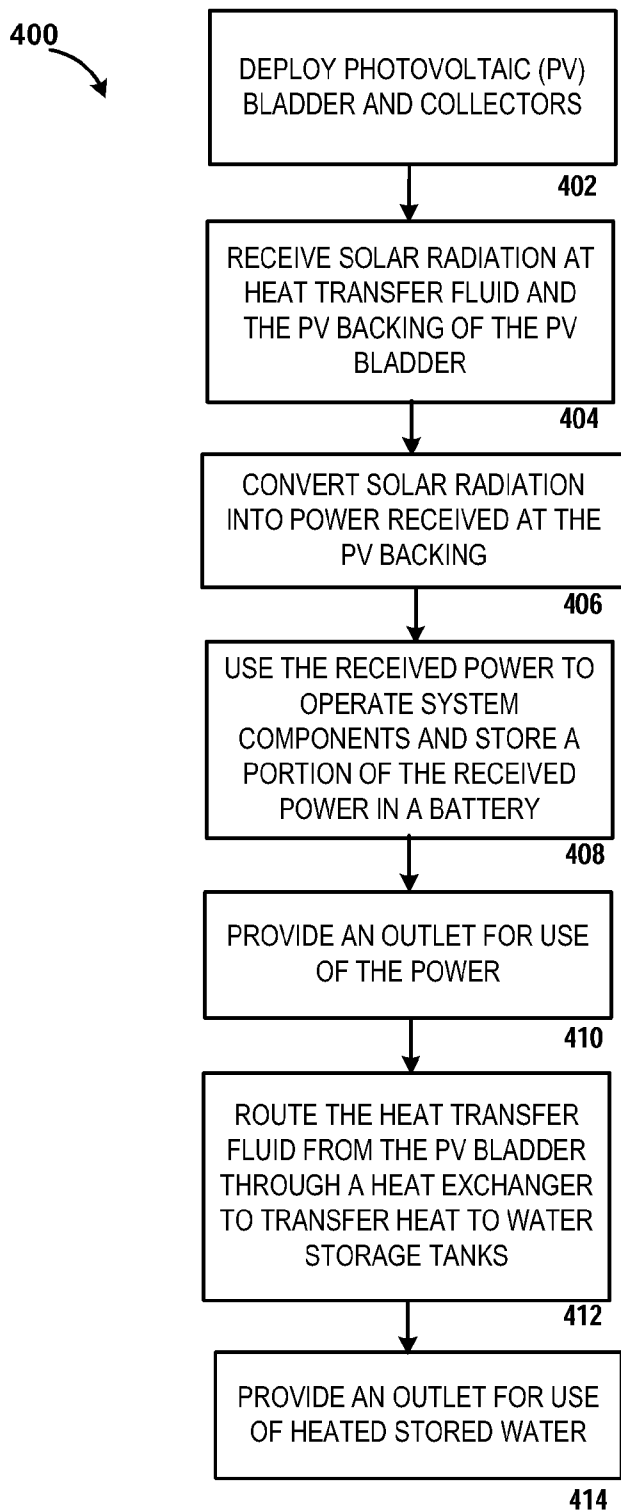 400
DEPLOY PHOTOVOLTAIC (PV)
BLADDER AND COLLECTORS
402
RECEIVE SOLAR RADIATION AT
HEAT TRANSFER FLUID AND
THE PV BACKING OF THE PV
BLADDER
404
CONVERT SOLAR RADIATION
INTO POWER RECEIVED AT THE
PV BACKING
406
USE THE RECEIVED POWER TO
OPERATE SYSTEM
COMPONENTS AND STORE A
PORTION OF THE RECEIVED
POWER IN A BATTERY
408
PROVIDE AN OUTLET FOR USE
OF THE POWER
410
ROUTE THE HEAT TRANSFER
FLUID FROM THE PV BLADDER
THROUGH A HEAT EXCHANGER
TO TRANSFER HEAT TO WATER
STORAGE TANKS
412
PROVIDE AN OUTLET FOR USE
OF HEATED STORED WATER
414